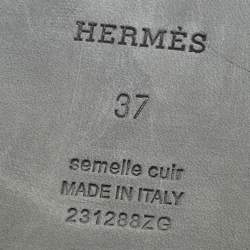 HERMÈS
37
semelle cuir
MADE IN ITALY
231288ZG